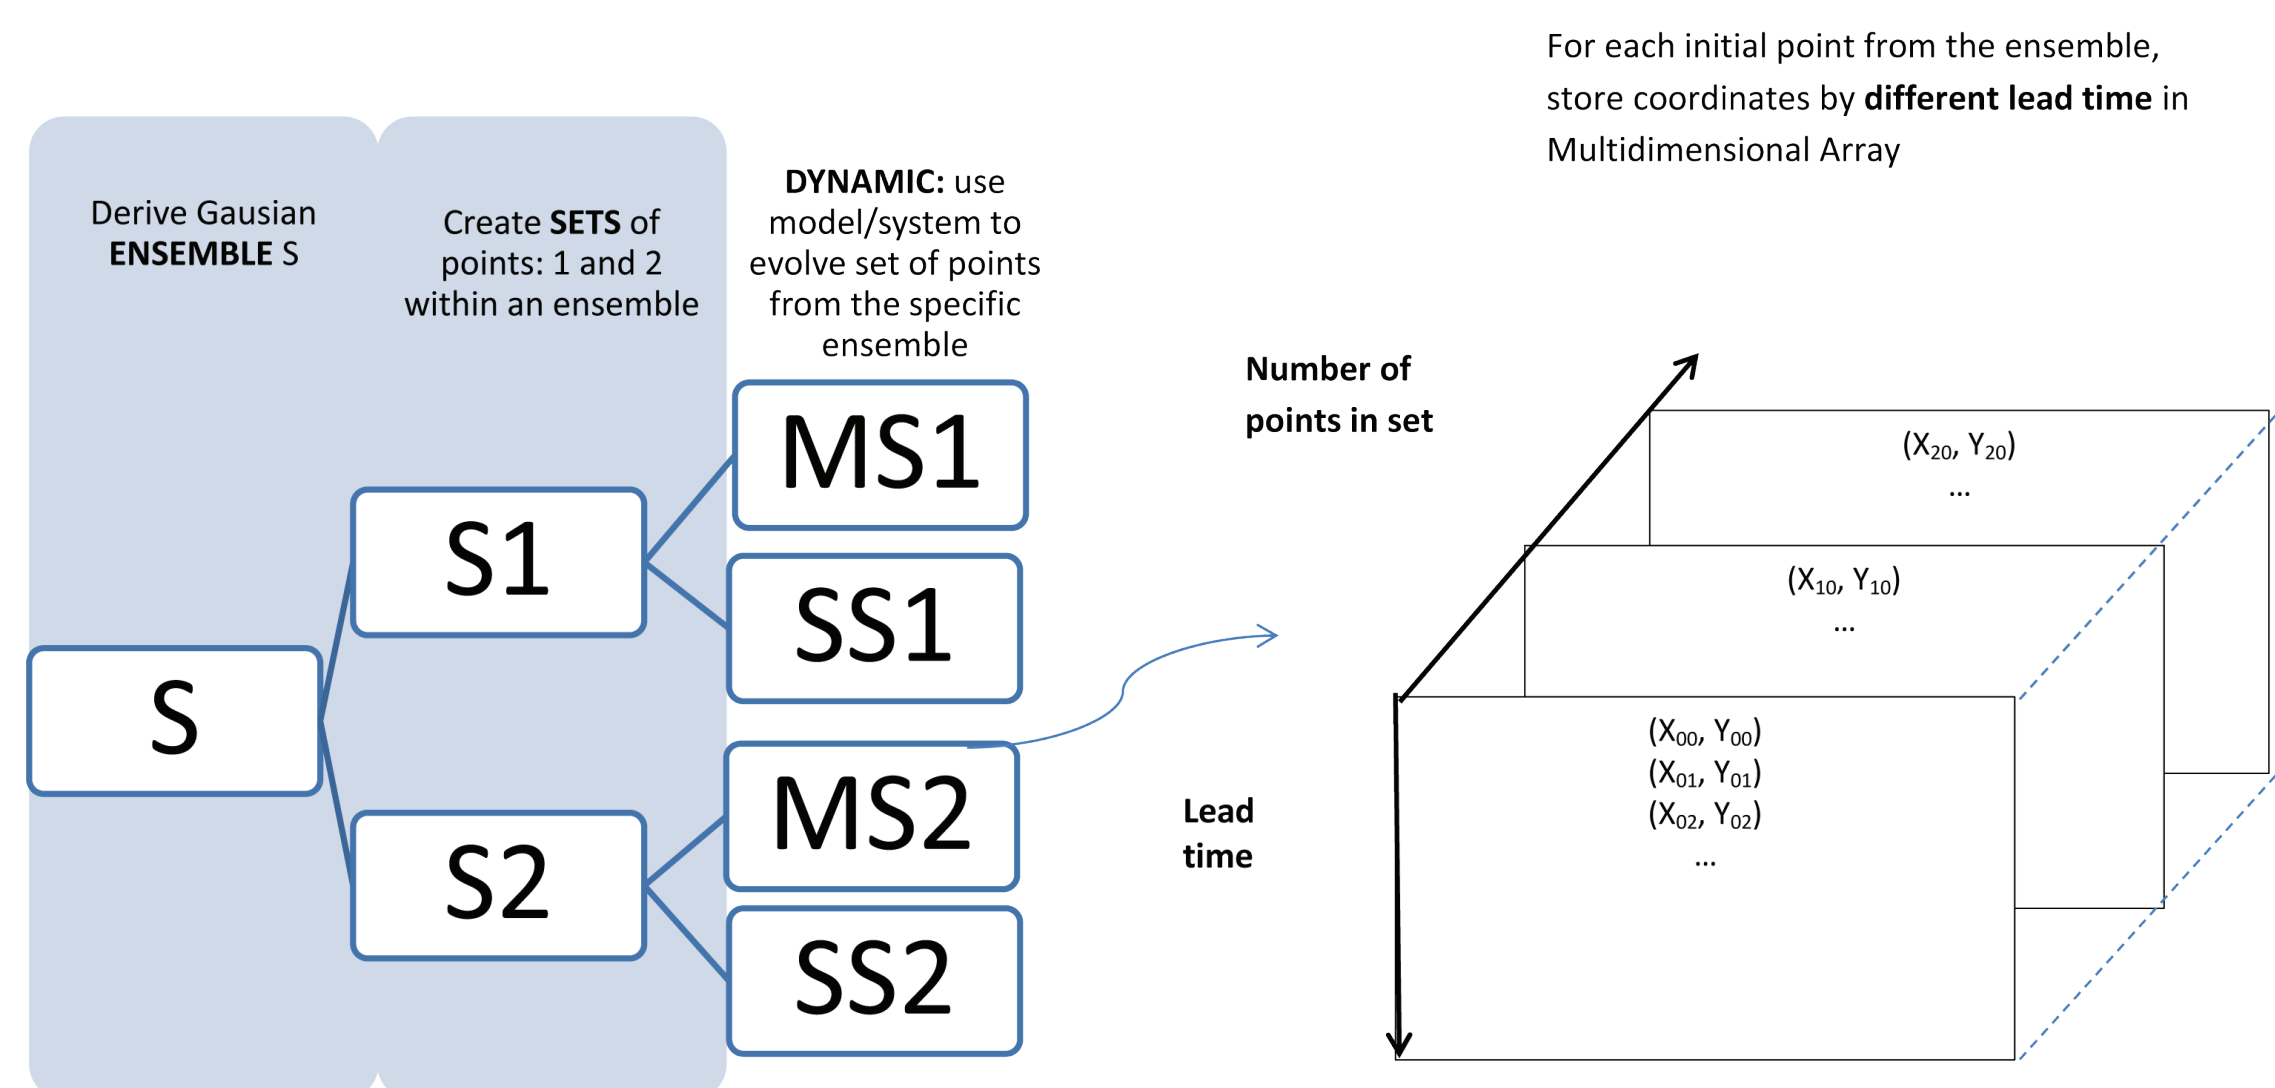 For each initial point from the ensemble,
store coordinates by different lead time in
Multidimensional Array
Derive Gausian
ENSEMBLE S
Create SETS of
points: 1 and 2
within an ensemble
DYNAMIC: use
model/system to
evolve set of points
from the specific
ensemble
S
S1
S2
MS1
SS1
MS2
SS2
Number of
points in set
Lead
time
(X₂₀, Y₂₀)
...
(X₁₀, Y₁₀)
...
(X₀₀, Y₀₀)
(X₀₁, Y₀₁)
(X₀₂, Y₀₂)
...